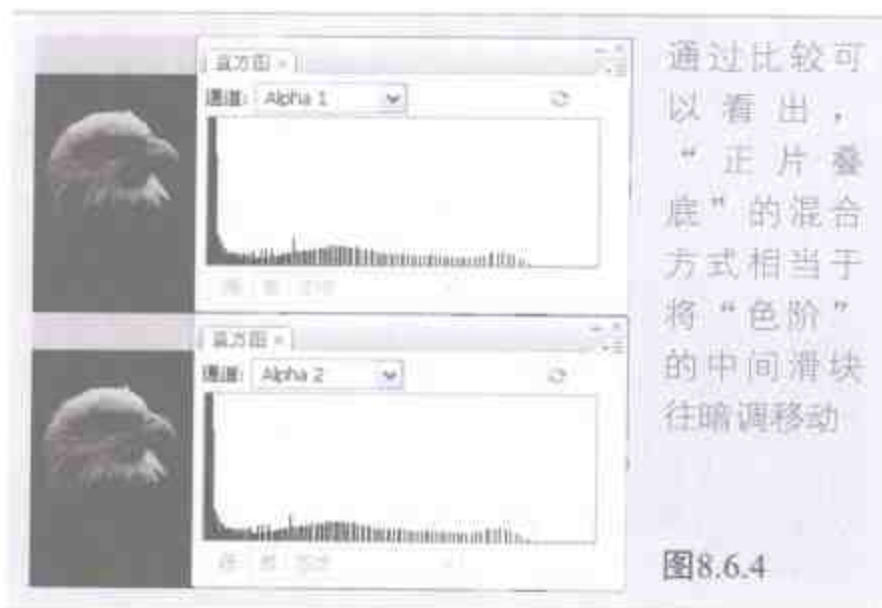 直方图 ×
通道: Alpha 1
直方图 ×
通道: Alpha 2
通过比较可
以看出，
“正片叠
底”的混合
方式相当于
将“色阶”
的中间滑块
往暗调移动
图8.6.4